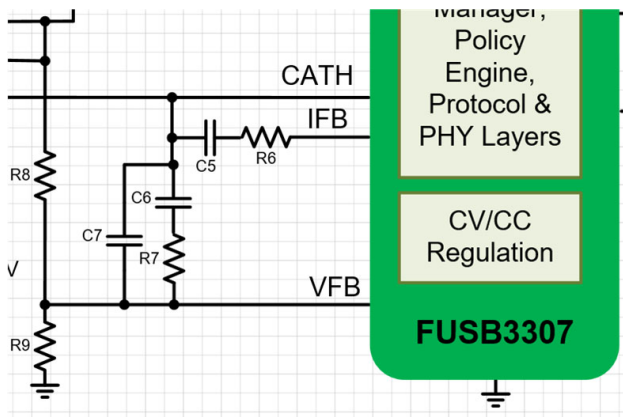 Manager,
Policy
Engine,
Protocol &
PHY Layers
CATH
IFB
C5
R6
R8
C6
C7
R7
CV/CC
Regulation
V
VFB
R9
FUSB3307